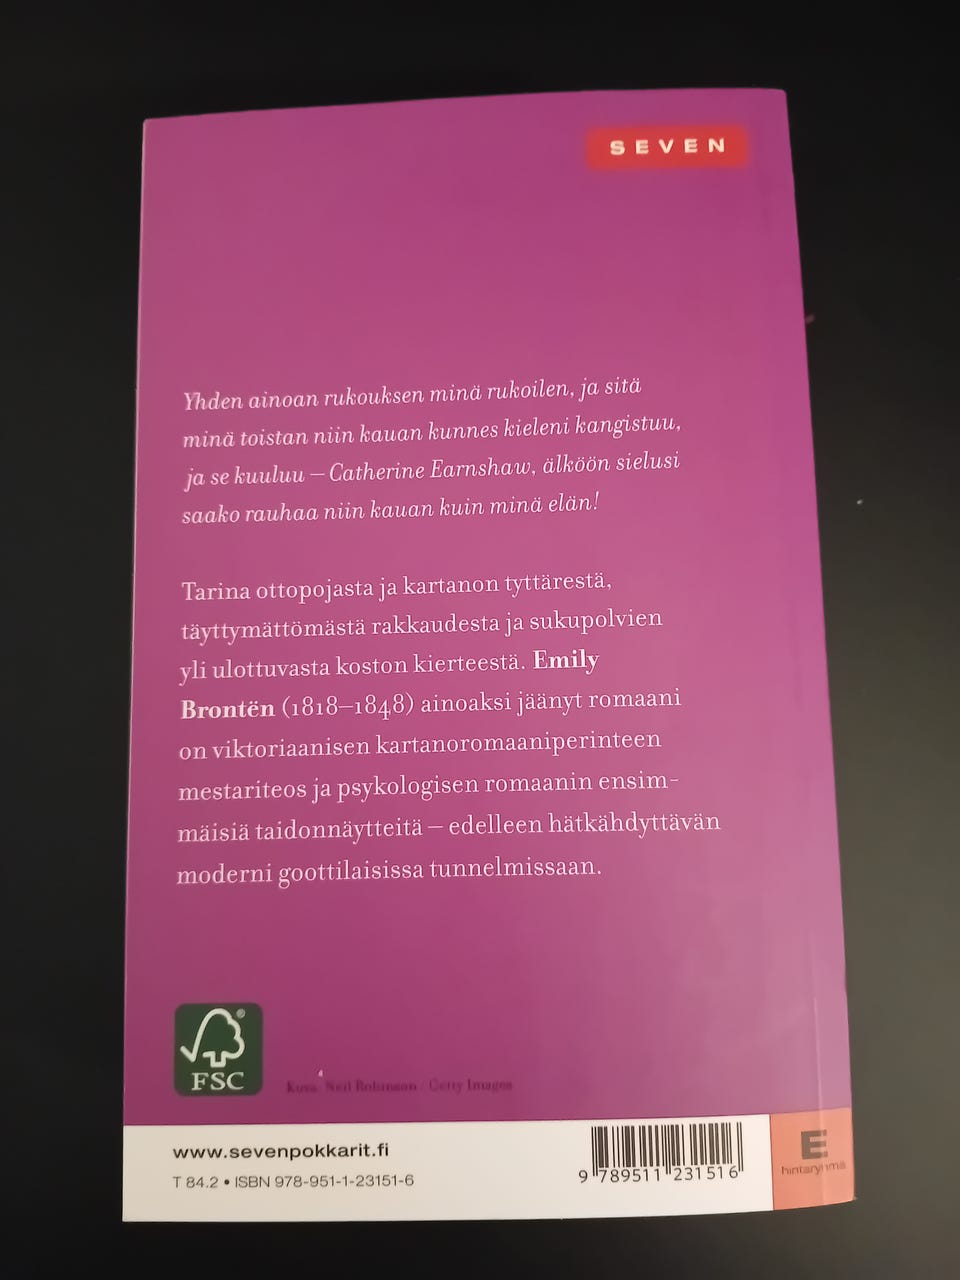 SEVEN
Yhden ainoan rukouksen minä rukoilen, ja sitä
minä toistan niin kauan kunnes kieleni kangistuu,
ja se kuuluu – Catherine Earnshaw, älköön sielusi
saako rauhaa niin kauan kuin minä elän!
Tarina ottopojasta ja kartanon tyttärestä,
täyttymättömästä rakkaudesta ja sukupolvien
yli ulottuvasta koston kierteestä. Emily
Brontën (1818–1848) ainoaksi jäänyt romaani
on viktoriaanisen kartanoromaaniperinteen
mestariteos ja psykologisen romaanin ensim-
mäisiä taidonnäytteitä – edelleen hätkähdyttävän
moderni goottilaisissa tunnelmissaan.
®
FSC
Kuva: Neil Robinson / Getty Images
www.sevenpokkarit.fi
T 84.2 • ISBN 978-951-1-23151-6
9 789511 231516
E
hintaryhmä